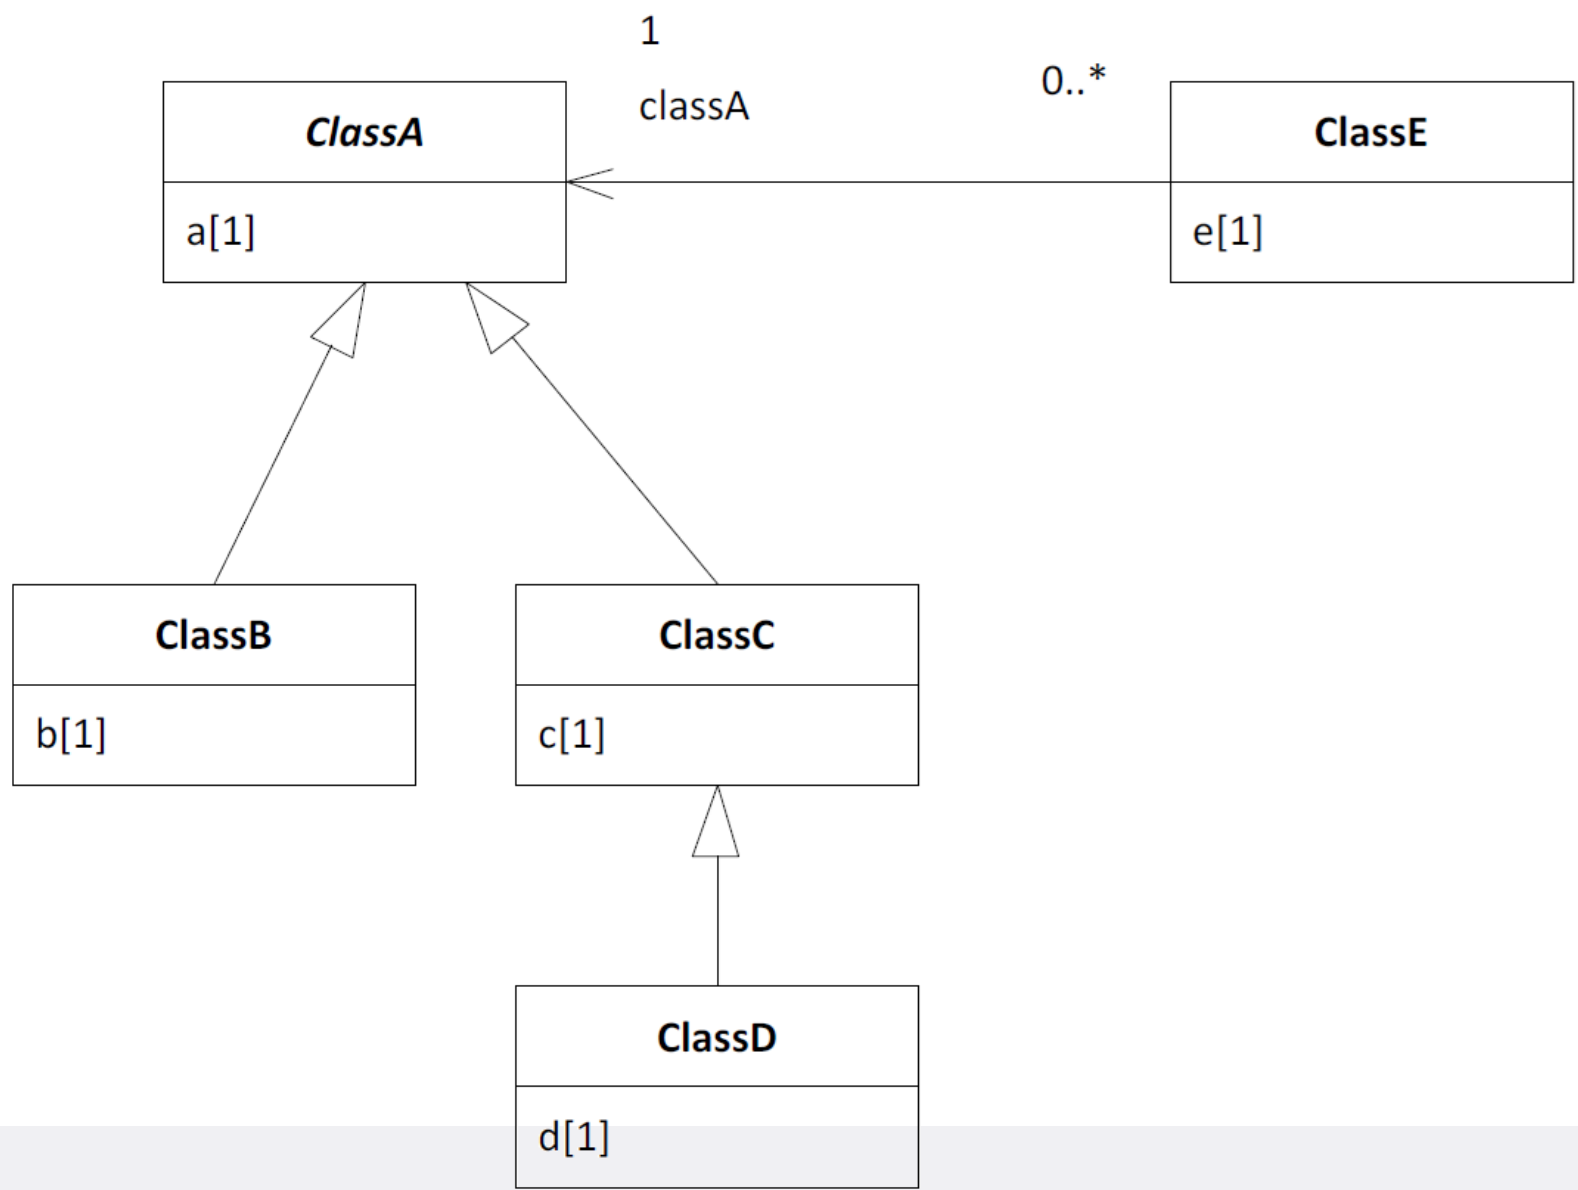 1
classA
0..*
ClassA
a[1]
ClassE
e[1]
ClassB
b[1]
ClassC
c[1]
ClassD
d[1]